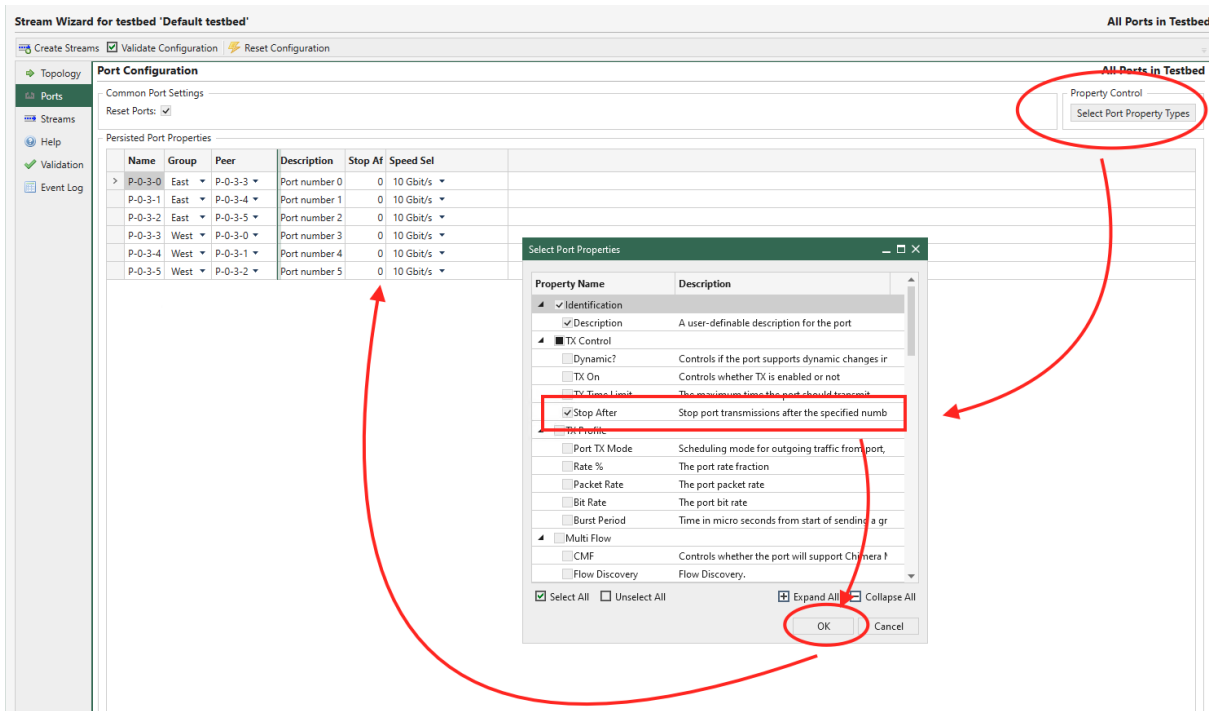 Stream Wizard for testbed 'Default testbed' All Ports in Testbed
Create Streams Validate Configuration Reset Configuration
Topology
Ports
Streams
Help
Validation
Event Log
Port Configuration All Ports in Testbed
Common Port Settings
Reset Ports:
Property Control
Select Port Property Types
Persisted Port Properties
Name Group Peer Description Stop Af Speed Sel
P-0-3-0 East P-0-3-3 Port number 0 0 10 Gbit/s
P-0-3-1 East P-0-3-4 Port number 1 0 10 Gbit/s
P-0-3-2 East P-0-3-5 Port number 2 0 10 Gbit/s
P-0-3-3 West P-0-3-0 Port number 3 0 10 Gbit/s
P-0-3-4 West P-0-3-1 Port number 4 0 10 Gbit/s
P-0-3-5 West P-0-3-2 Port number 5 0 10 Gbit/s
Select Port Properties
Property Name Description
Identification
Description A user-definable description for the port
TX Control
Dynamic? Controls if the port supports dynamic changes ir
TX On Controls whether TX is enabled or not
TX Time Limit The maximum time the port should transmit
Stop After Stop port transmissions after the specified numb
TX Profile
Port TX Mode Scheduling mode for outgoing traffic from port,
Rate % The port rate fraction
Packet Rate The port packet rate
Bit Rate The port bit rate
Burst Period Time in micro seconds from start of sending a gr
Multi Flow
CMF Controls whether the port will support Chimera
Flow Discovery Flow Discovery.
Select All Unselect All Expand All Collapse All
OK Cancel